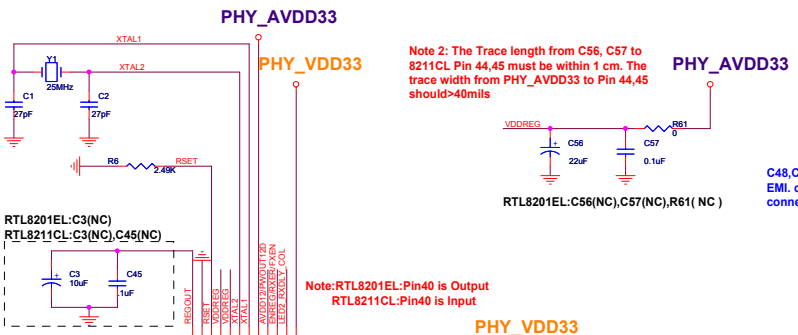 PHY_AVDD33
XTAL1
PHY_VDD33
Y1
XTAL2
25MHz
C1
27pF
C2
27pF
Note 2: The Trace length from C56, C57 to
8211CL Pin 44,45 must be within 1 cm. The
trace width from PHY_AVDD33 to Pin 44,45
should>40mils
PHY_AVDD33
VDDREG
R61
0
C56
22uF
C57
0.1uF
RTL8201EL:C56(NC),C57(NC),R61( NC )
R6
RSET
2.49K
RTL8201EL:C3(NC)
RTL8211CL:C3(NC),C45(NC)
C3
10uF
C45
.1uF
REGOUT
RSET
VDDREG
VDDREG
XTAL2
XTAL1
AVDD12/PWOUT12D
ENREG/RXER/FXEN
LED2_RXDLY_COL
Note:RTL8201EL:Pin40 is Output
RTL8211CL:Pin40 is Input
PHY_VDD33
C48,C
EMI. c
conne